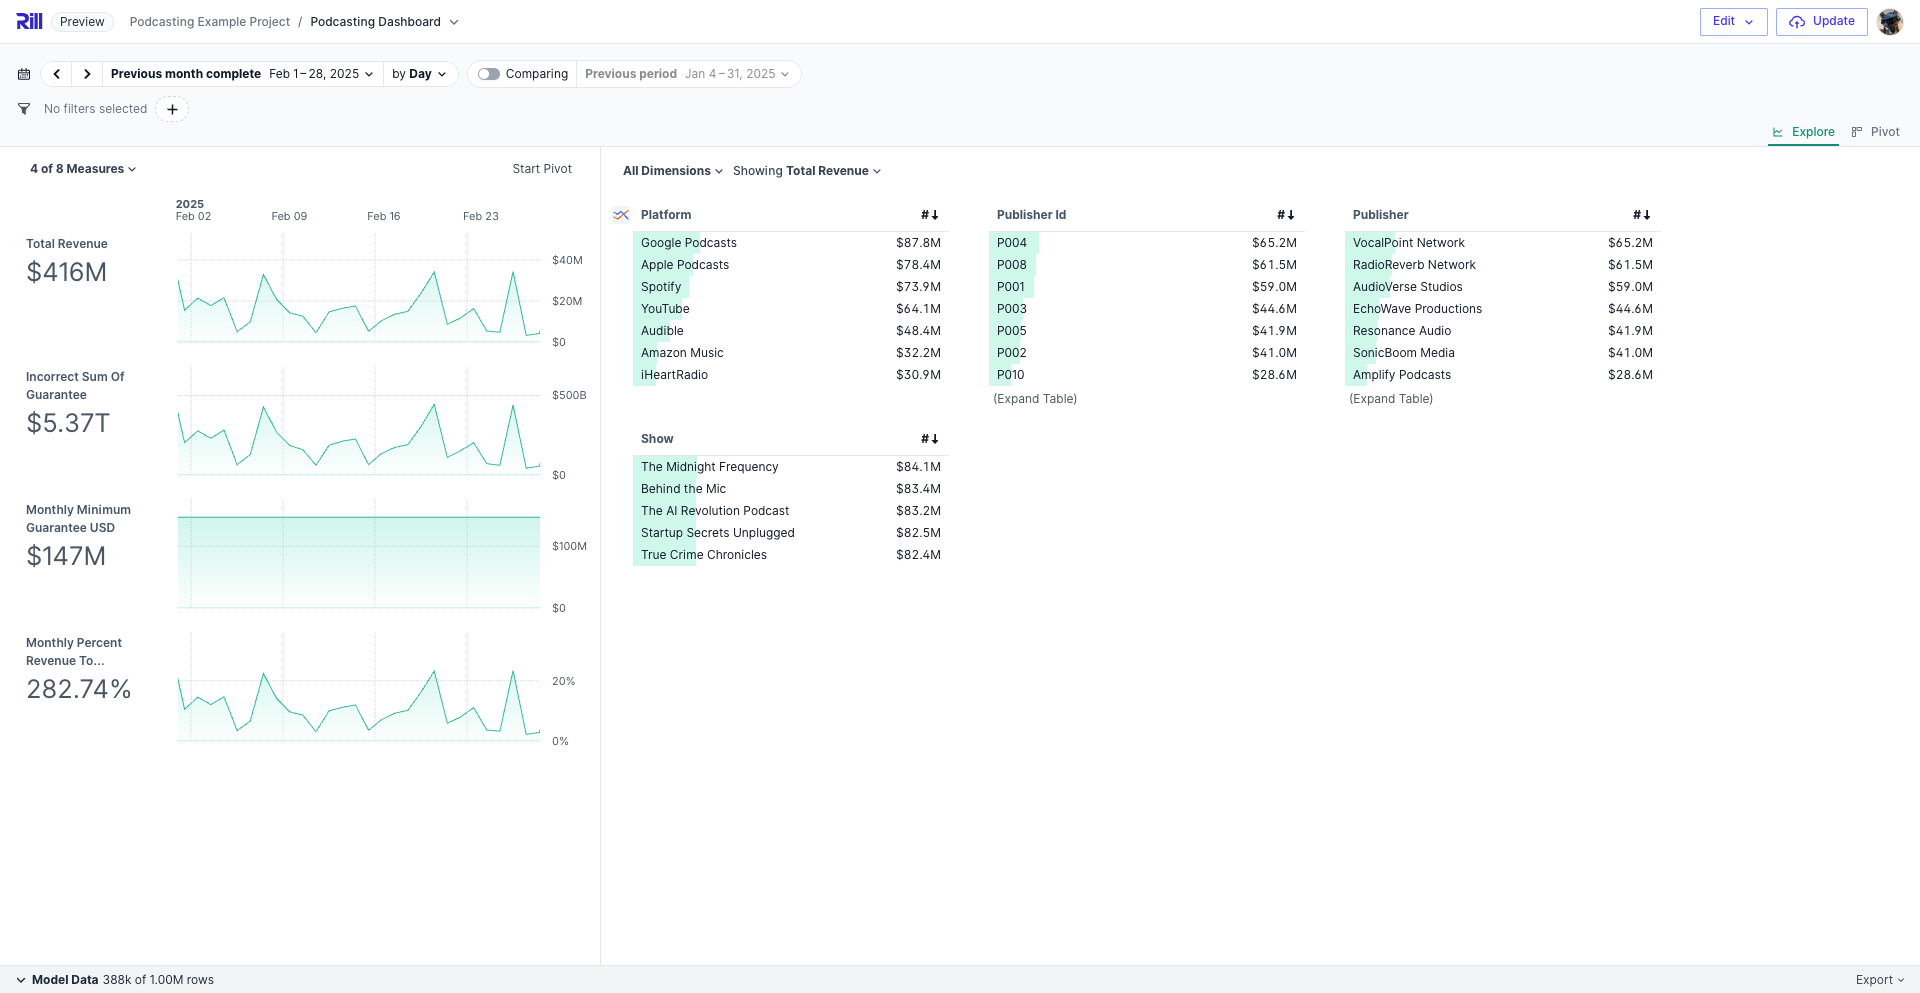 Rill Preview Podcasting Example Project / Podcasting Dashboard
Edit Update
Previous month complete Feb 1–28, 2025 by Day Comparing Previous period Jan 4–31, 2025
No filters selected +
Explore Pivot
4 of 8 Measures Start Pivot
2025
Feb 02 Feb 09 Feb 16 Feb 23
Total Revenue
$416M
$40M
$20M
$0
Incorrect Sum Of
Guarantee
$5.37T
$500B
$0
Monthly Minimum
Guarantee USD
$147M
$100M
$0
Monthly Percent
Revenue To...
282.74%
20%
0%
All Dimensions Showing Total Revenue
Platform #
Google Podcasts $87.8M
Apple Podcasts $78.4M
Spotify $73.9M
YouTube $64.1M
Audible $48.4M
Amazon Music $32.2M
iHeartRadio $30.9M
Publisher Id #
P004 $65.2M
P008 $61.5M
P001 $59.0M
P003 $44.6M
P005 $41.9M
P002 $41.0M
P010 $28.6M
(Expand Table)
Publisher #
VocalPoint Network $65.2M
RadioReverb Network $61.5M
AudioVerse Studios $59.0M
EchoWave Productions $44.6M
Resonance Audio $41.9M
SonicBoom Media $41.0M
Amplify Podcasts $28.6M
(Expand Table)
Show #
The Midnight Frequency $84.1M
Behind the Mic $83.4M
The AI Revolution Podcast $83.2M
Startup Secrets Unplugged $82.5M
True Crime Chronicles $82.4M
Model Data 388k of 1.00M rows
Export